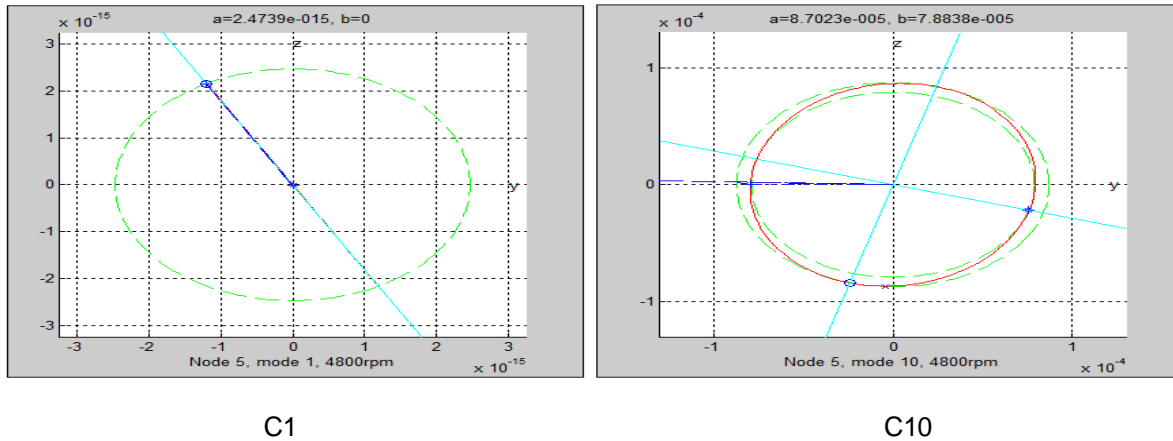 a=2.4739e-015, b=0
x 10^-15
z
3
2
1
0
-1
-2
-3
y
-3 -2 -1 0 1 2 3
x 10^-15
Node 5, mode 1, 4800rpm
C1
a=8.7023e-005, b=7.8838e-005
x 10^-4
z
1
0
-1
y
-1 0 1
x 10^-4
Node 5, mode 10, 4800rpm
C10